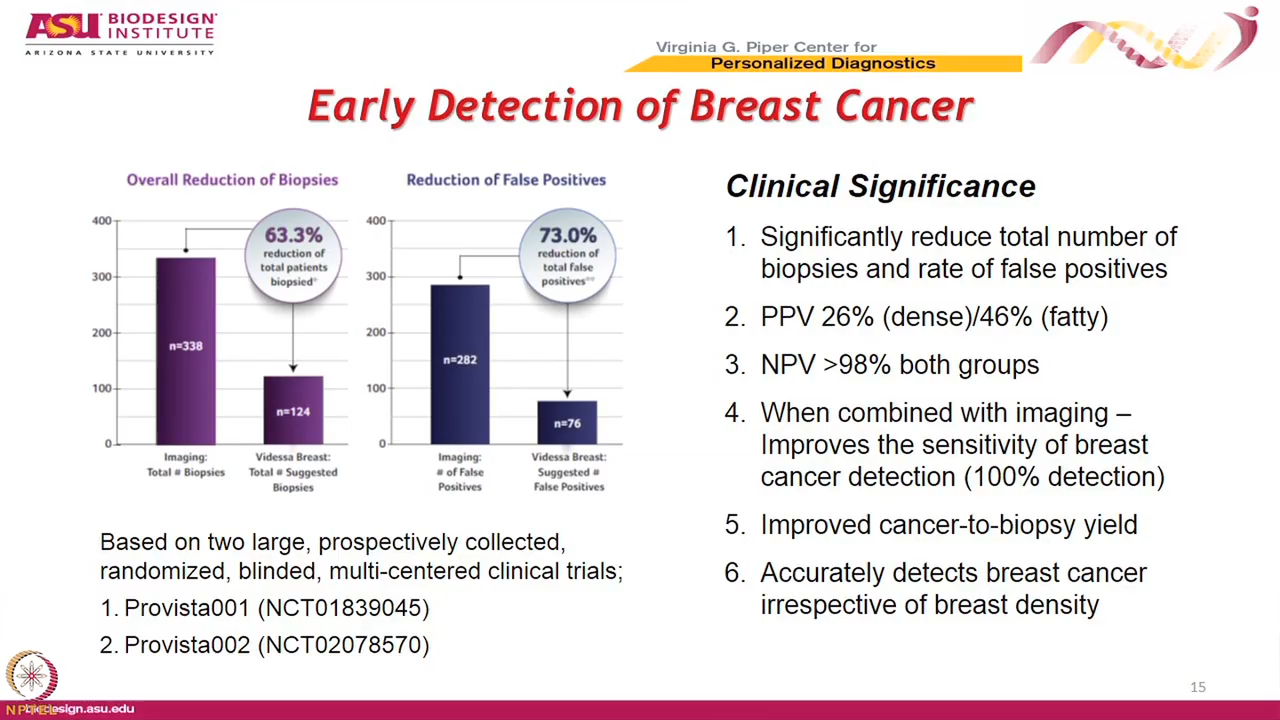 ASU BIODESIGN® INSTITUTE
ARIZONA STATE UNIVERSITY
Virginia G. Piper Center for
Personalized Diagnostics
Early Detection of Breast Cancer
Overall Reduction of Biopsies
400
300
200
100
0
63.3%
reduction of
total patients
biopsied*
n=338
n=124
Imaging:
Total # Biopsies
Videssa Breast:
Total # Suggested
Biopsies
Reduction of False Positives
400
300
200
100
0
73.0%
reduction of
total false
positives**
n=282
n=76
Imaging:
# of False
Positives
Videssa Breast:
Suggested #
False Positives
Based on two large, prospectively collected,
randomized, blinded, multi-centered clinical trials;
1. Provista001 (NCT01839045)
2. Provista002 (NCT02078570)
Clinical Significance
1. Significantly reduce total number of
biopsies and rate of false positives
2. PPV 26% (dense)/46% (fatty)
3. NPV >98% both groups
4. When combined with imaging –
Improves the sensitivity of breast
cancer detection (100% detection)
5. Improved cancer-to-biopsy yield
6. Accurately detects breast cancer
irrespective of breast density
15
NPTEL
biodesign.asu.edu